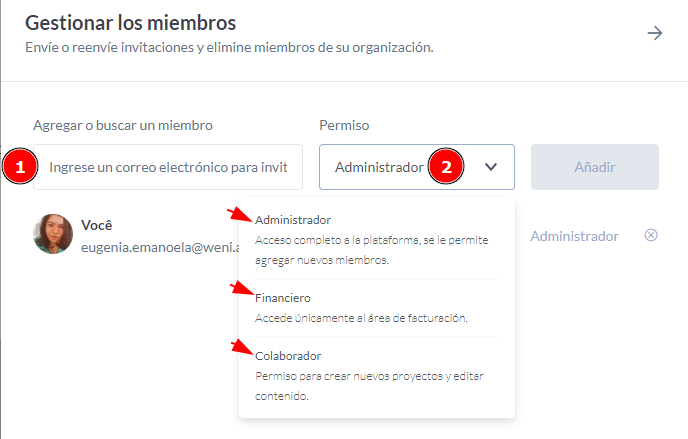 Gestionar los miembros
Envíe o reenvíe invitaciones y elimine miembros de su organización.
Agregar o buscar un miembro
Permiso
1
Ingrese un correo electrónico para invit
Administrador
2
Añadir
Você
eugenia.emanoela@weni.a
Administrador
Administrador
Acceso completo a la plataforma, se le permite
agregar nuevos miembros.
Financiero
Accede únicamente al área de facturación.
Colaborador
Permiso para crear nuevos proyectos y editar
contenido.